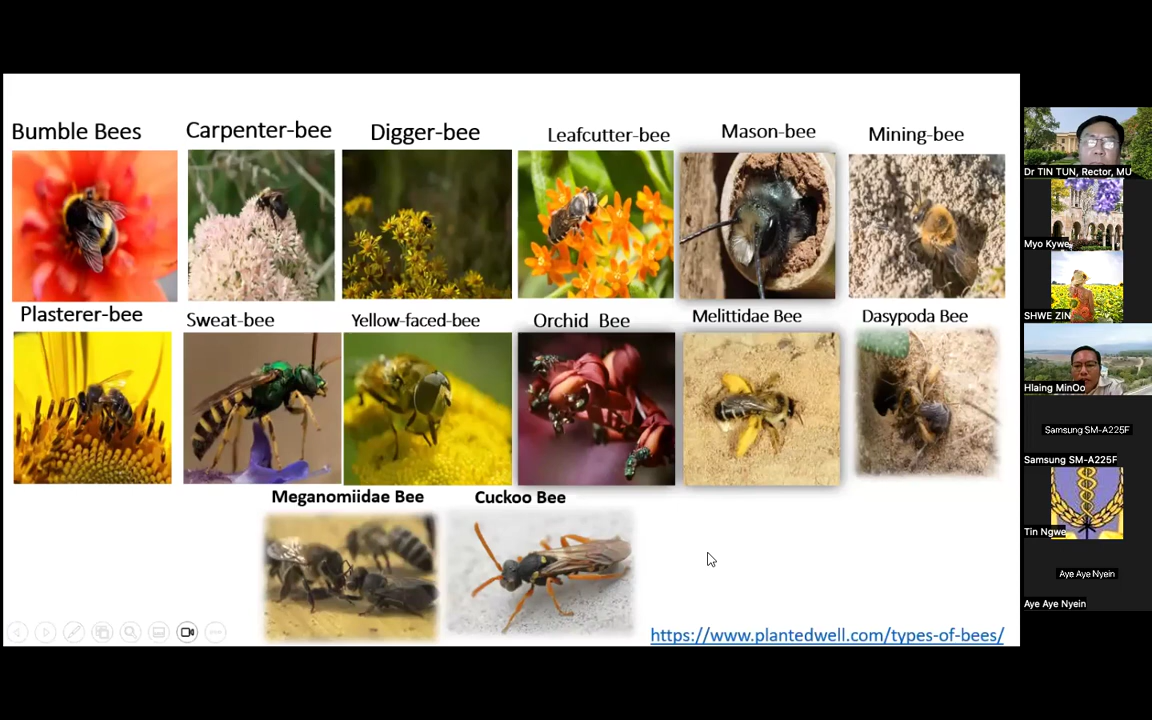 Bumble Bees
Carpenter-bee
Digger-bee
Leafcutter-bee
Mason-bee
Mining-bee
Plasterer-bee
Sweat-bee
Yellow-faced-bee
Orchid Bee
Melittidae Bee
Dasypoda Bee
Meganomiidae Bee
Cuckoo Bee
https://www.plantedwell.com/types-of-bees/
Dr TIN TUN, Rector, MU
Myo Kywe
SHWE ZIN
Hlaing MinOo
Samsung SM-A225F
Samsung SM-A225F
Tin Ngwe
Aye Aye Nyein
Aye Aye Nyein